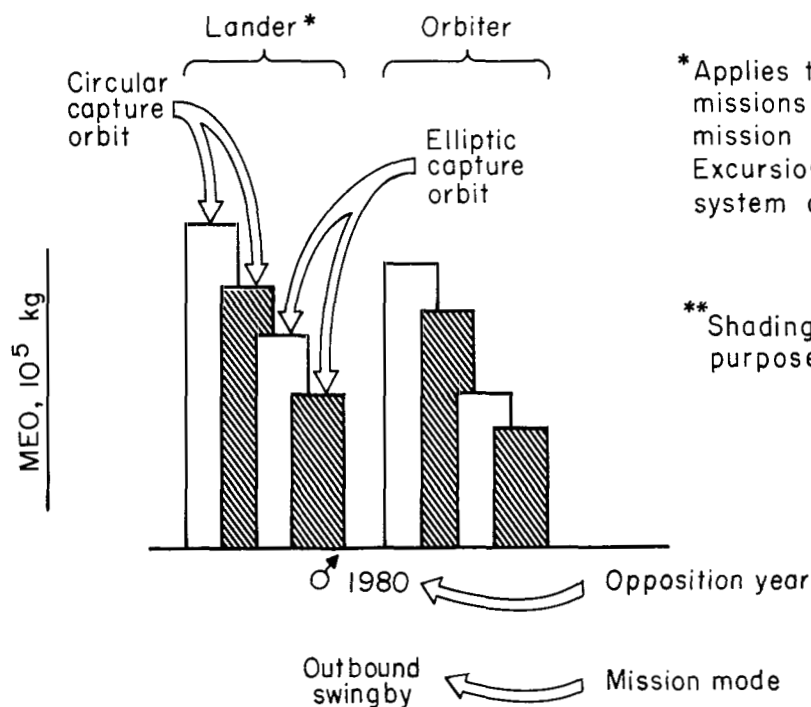 Lander * Orbiter
Circular
capture
orbit
Elliptic
capture
orbit
*Applies t
missions
mission
Excursio
system
MEO, 10⁵ kg
**Shading
purpose
♂ 1980
Opposition year
Outbound
swingby
Mission mode